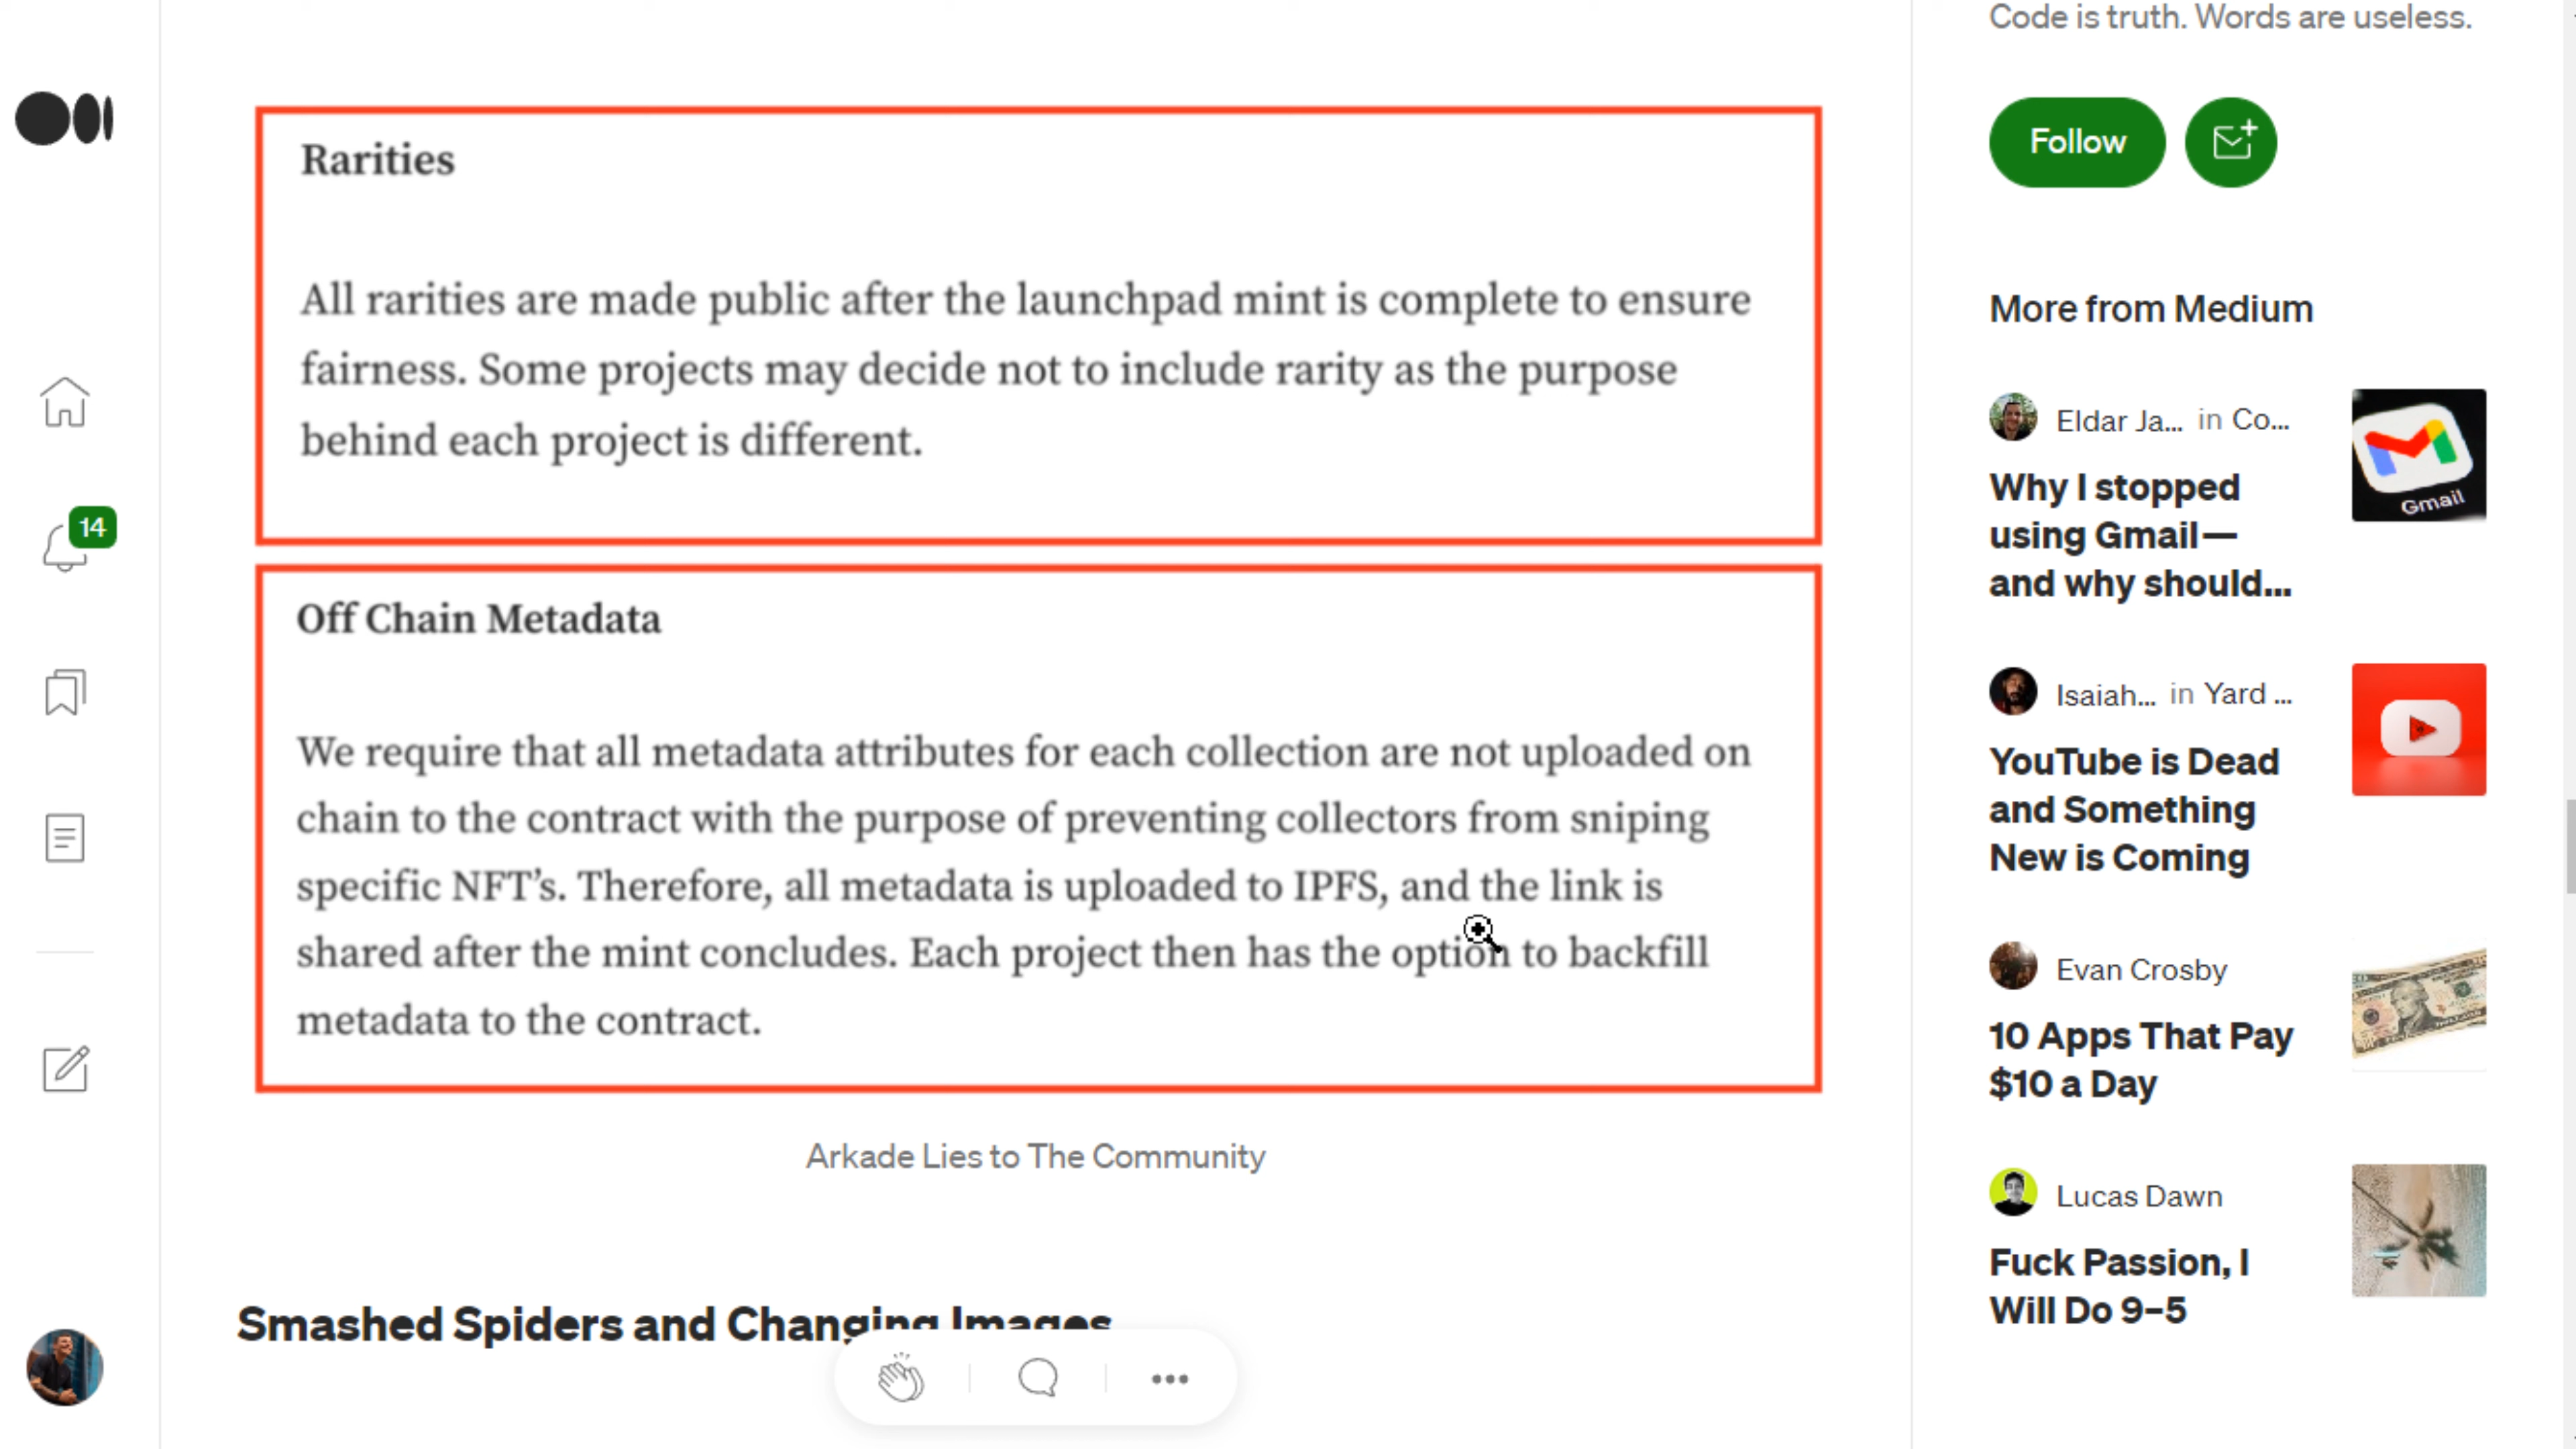 Code is truth. Words are useless.
Follow
Rarities
All rarities are made public after the launchpad mint is complete to ensure
fairness. Some projects may decide not to include rarity as the purpose
behind each project is different.
Off Chain Metadata
We require that all metadata attributes for each collection are not uploaded on
chain to the contract with the purpose of preventing collectors from sniping
specific NFT’s. Therefore, all metadata is uploaded to IPFS, and the link is
shared after the mint concludes. Each project then has the option to backfill
metadata to the contract.
Arkade Lies to The Community
Smashed Spiders and Changing Images
14
More from Medium
Eldar Ja... in Co...
Why I stopped
using Gmail—
and why should...
Gmail
Isaiah... in Yard ...
YouTube is Dead
and Something
New is Coming
Evan Crosby
10 Apps That Pay
$10 a Day
Lucas Dawn
Fuck Passion, I
Will Do 9–5